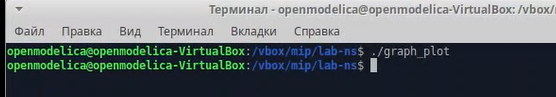 Терминал - openmodelica@openmodelica-VirtualBox: /vbox/
Файл Правка Вид Терминал Вкладки Справка
openmodelica@openmodelica-VirtualBox:/vbox/mip/lab-ns$ ./graph_plot
openmodelica@openmodelica-VirtualBox:/vbox/mip/lab-ns$